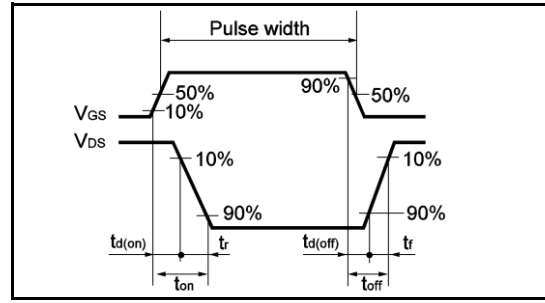 Pulse width
90%
50%
50%
10%
VGS
VDS
10%
10%
90%
90%
td(on)
tr
td(off)
tf
ton
toff